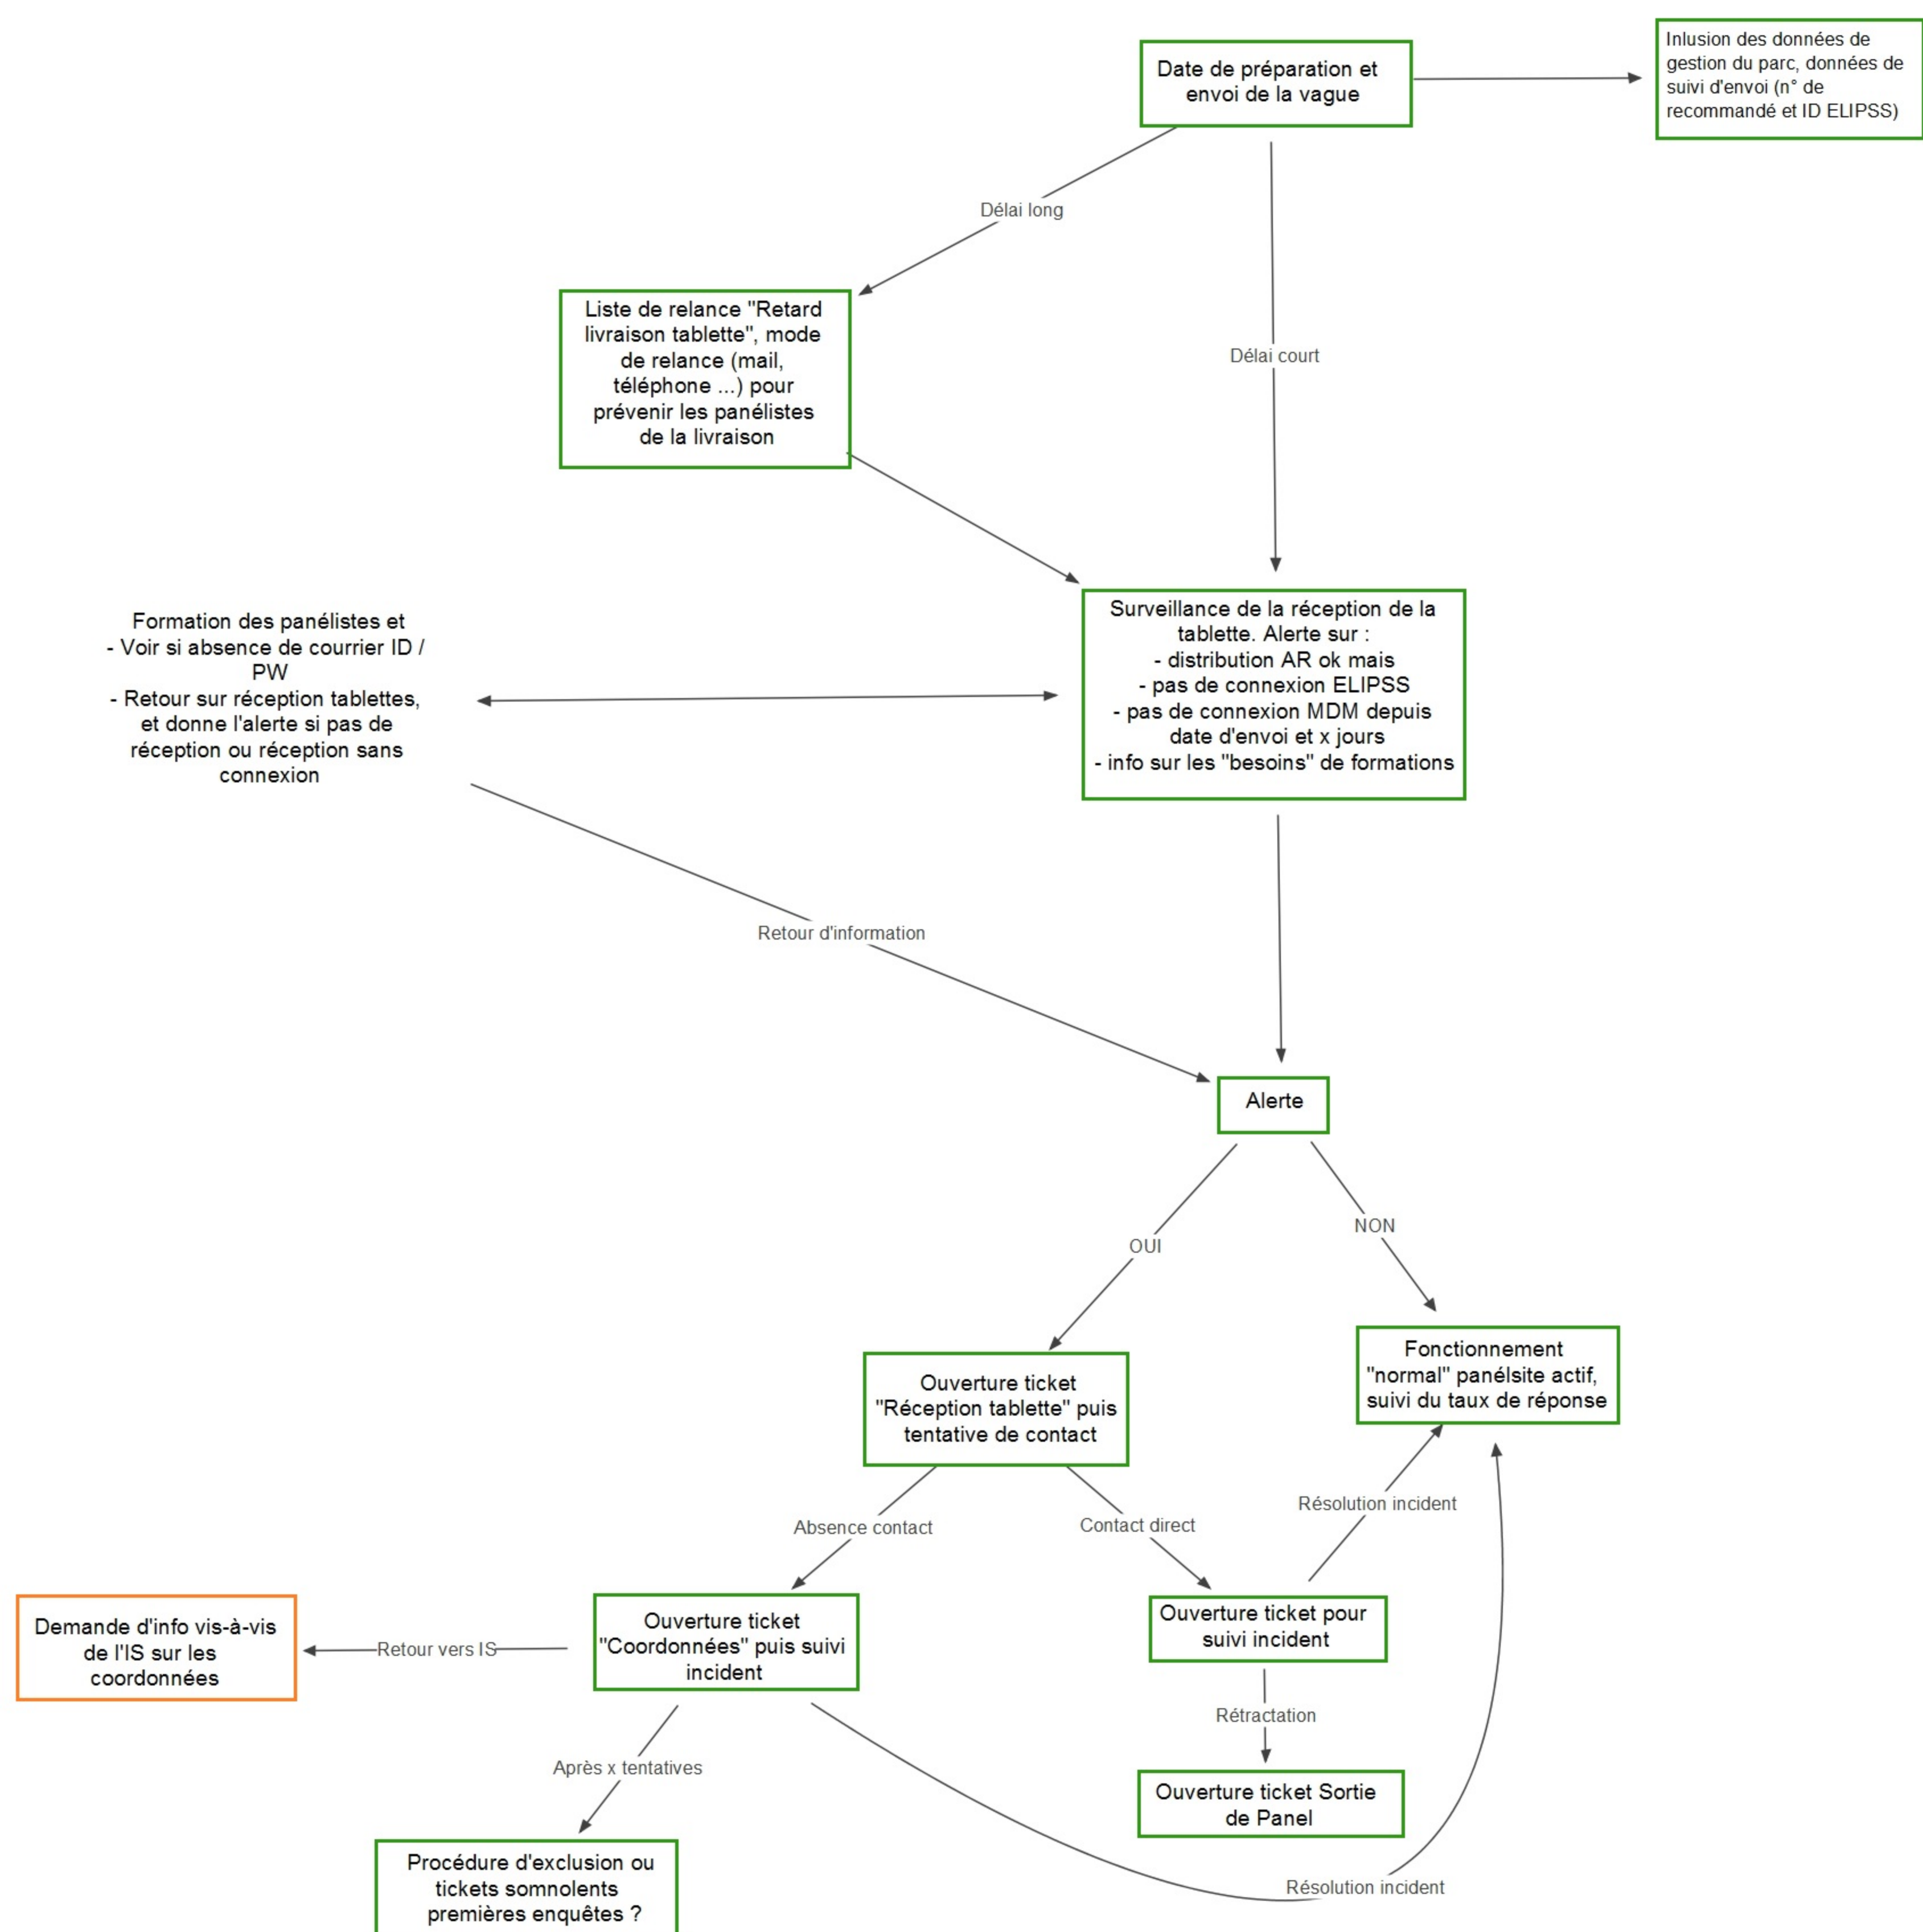 Date de préparation et
envoi de la vague
Inlusion des données de
gestion du parc, données de
suivi d'envoi (n° de
recommandé et ID ELIPSS)
Délai long
Liste de relance "Retard
livraison tablette", mode
de relance (mail,
téléphone ...) pour
prévenir les panélistes
de la livraison
Délai court
Formation des panélistes et
- Voir si absence de courrier ID /
PW
- Retour sur réception tablettes,
et donne l'alerte si pas de
réception ou réception sans
connexion
Surveillance de la réception de la
tablette. Alerte sur :
- distribution AR ok mais
- pas de connexion ELIPSS
- pas de connexion MDM depuis
date d'envoi et x jours
- info sur les "besoins" de formations
Retour d'information
Alerte
OUI
NON
Ouverture ticket
"Réception tablette" puis
tentative de contact
Fonctionnement
"normal" panélsite actif,
suivi du taux de réponse
Absence contact
Contact direct
Résolution incident
Demande d'info vis-à-vis
de l'IS sur les
coordonnées
Retour vers IS
Ouverture ticket
"Coordonnées" puis suivi
incident
Ouverture ticket pour
suivi incident
Rétractation
Après x tentatives
Ouverture ticket Sortie
de Panel
Procédure d'exclusion ou
tickets somnolents
premières enquêtes ?
Résolution incident